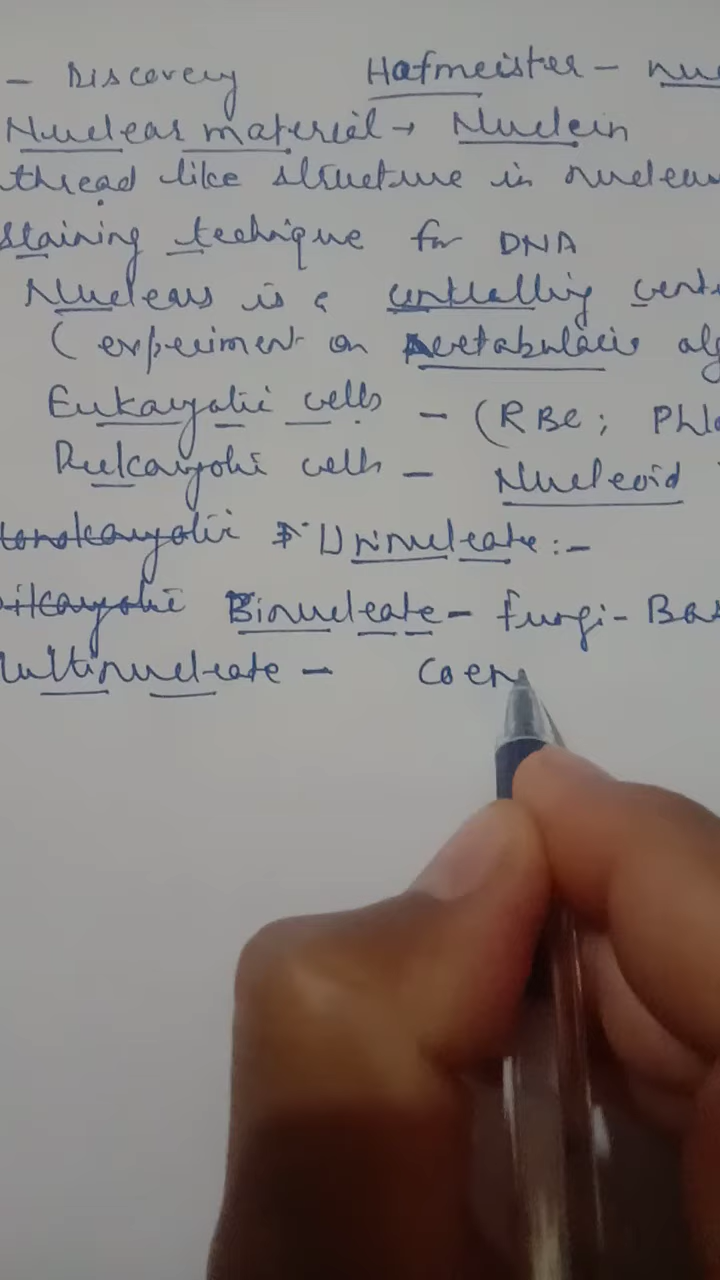 - Discovery Hofmeister - nu
Nuclear material → Nuclein
thread like structure in nucleus
staining technique for DNA
Nucleus is a controlling cent
(experiment on Acetabularia alg
Eukaryotic cells - (RBC; Phlo
Prokaryotic cells - Nucleoid
Uninucleate :-
Binucleate - fungi - Bas
Multinucleate - Coen